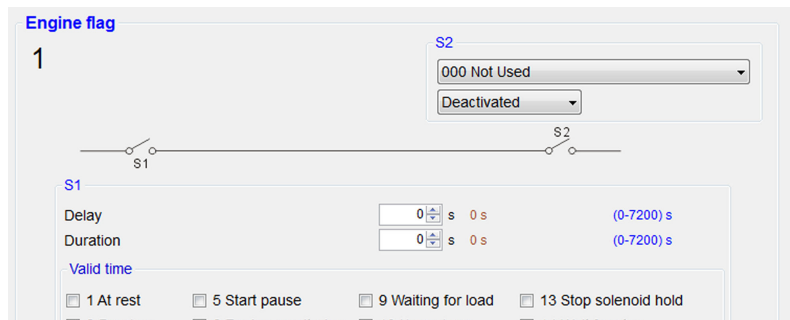 Engine flag
1
S2
000 Not Used
Deactivated
S2
S1
S1
Delay 0 s 0 s (0-7200) s
Duration 0 s 0 s (0-7200) s
Valid time
1 At rest 5 Start pause 9 Waiting for load 13 Stop solenoid hold